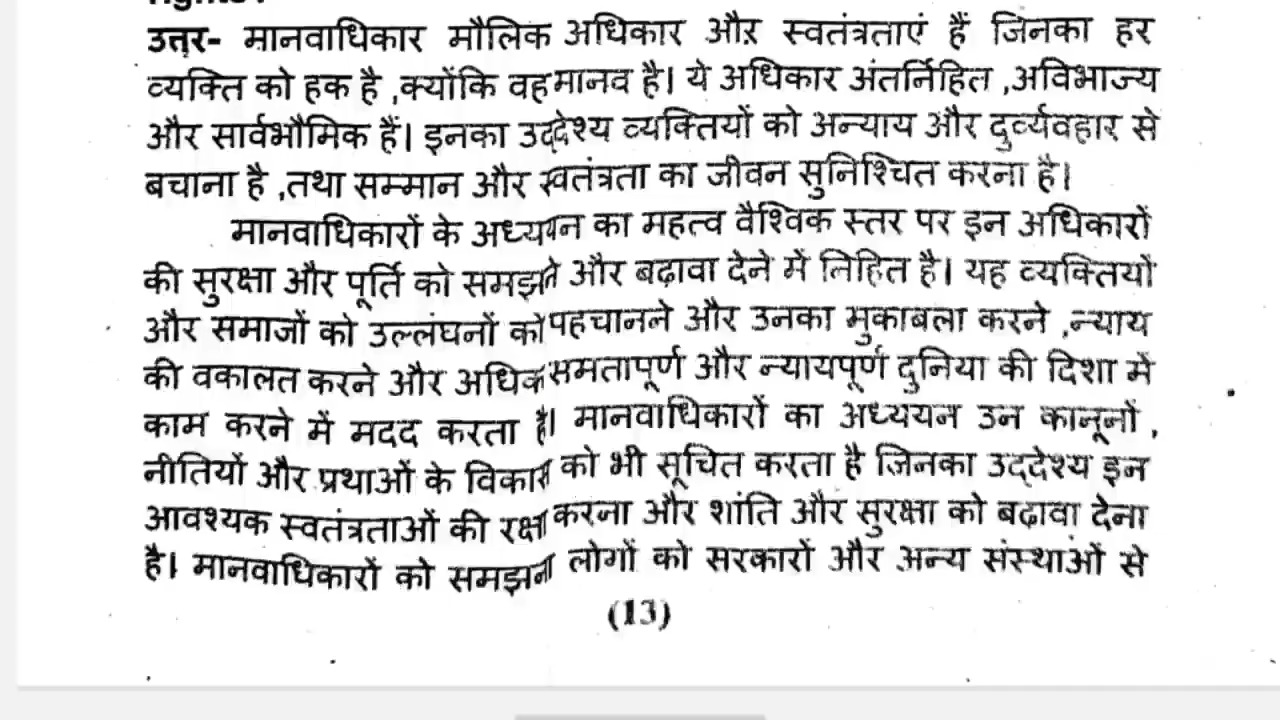 उत्तर- मानवाधिकार मौलिक अधिकार और स्वतंत्रताएं हैं जिनका हर
व्यक्ति को हक है ,क्योंकि वह मानव है। ये अधिकार अंतर्निहित ,अविभाज्य
और सार्वभौमिक हैं। इनका उद्देश्य व्यक्तियों को अन्याय और दुर्व्यवहार से
बचाना है ,तथा सम्मान और स्वतंत्रता का जीवन सुनिश्चित करना है।
मानवाधिकारों के अध्ययन का महत्व वैश्विक स्तर पर इन अधिकारों
की सुरक्षा और पूर्ति को समझने और बढ़ावा देने में निहित है। यह व्यक्तियों
और समाजों को उल्लंघनों को पहचानने और उनका मुकाबला करने ,न्याय
की वकालत करने और अधिक समतापूर्ण और न्यायपूर्ण दुनिया की दिशा में
काम करने में मदद करता है। मानवाधिकारों का अध्ययन उन कानूनों,
नीतियों और प्रथाओं के विकास को भी सूचित करता है जिनका उद्देश्य इन
आवश्यक स्वतंत्रताओं की रक्षा करना और शांति और सुरक्षा को बढ़ावा देना
है। मानवाधिकारों को समझना लोगों को सरकारों और अन्य संस्थाओं से
(13)